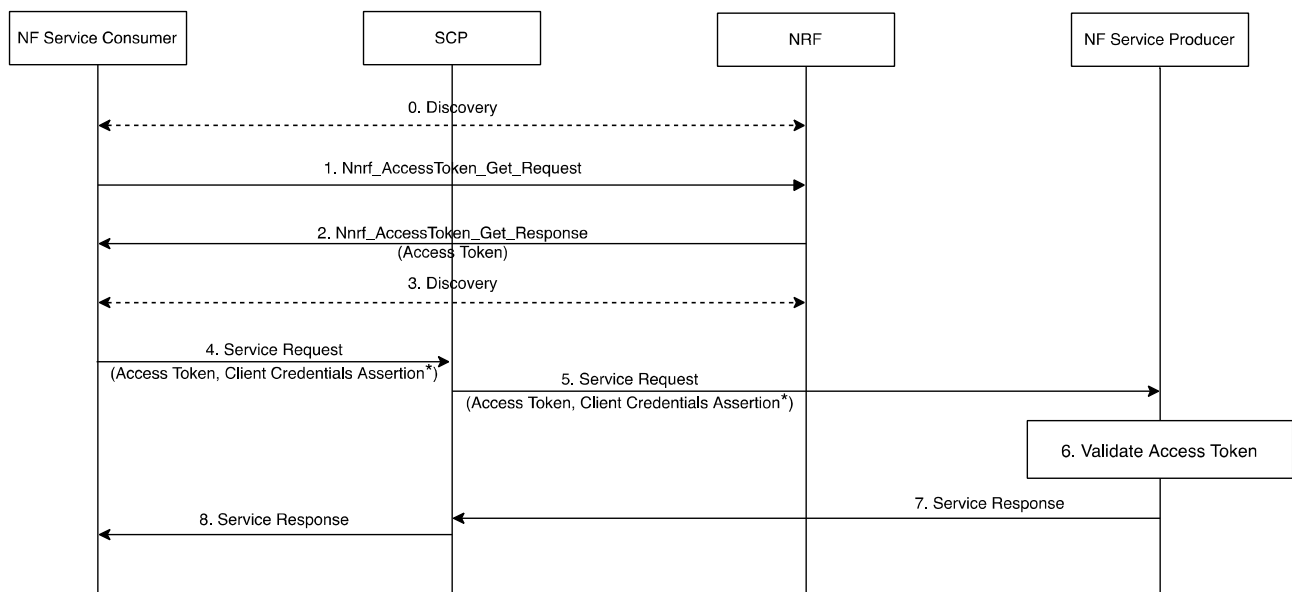 NF Service Consumer
SCP
NRF
NF Service Producer
0. Discovery
1. Nnrf_AccessToken_Get_Request
2. Nnrf_AccessToken_Get_Response
(Access Token)
3. Discovery
4. Service Request
(Access Token, Client Credentials Assertion*)
5. Service Request
(Access Token, Client Credentials Assertion*)
6. Validate Access Token
7. Service Response
8. Service Response